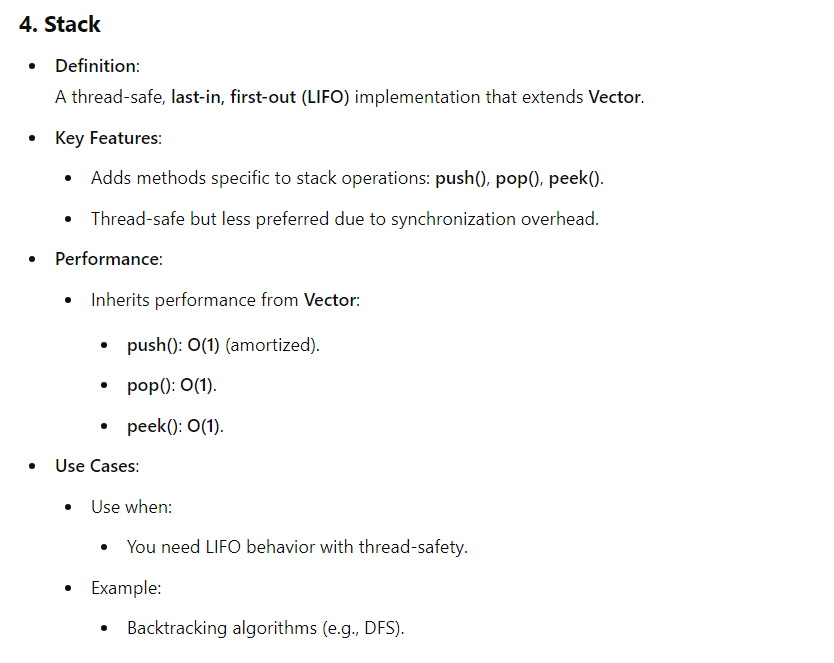 4. Stack
Definition:
A thread-safe, last-in, first-out (LIFO) implementation that extends Vector.
Key Features:
Adds methods specific to stack operations: push(), pop(), peek().
Thread-safe but less preferred due to synchronization overhead.
Performance:
Inherits performance from Vector:
push(): O(1) (amortized).
pop(): O(1).
peek(): O(1).
Use Cases:
Use when:
You need LIFO behavior with thread-safety.
Example:
Backtracking algorithms (e.g., DFS).